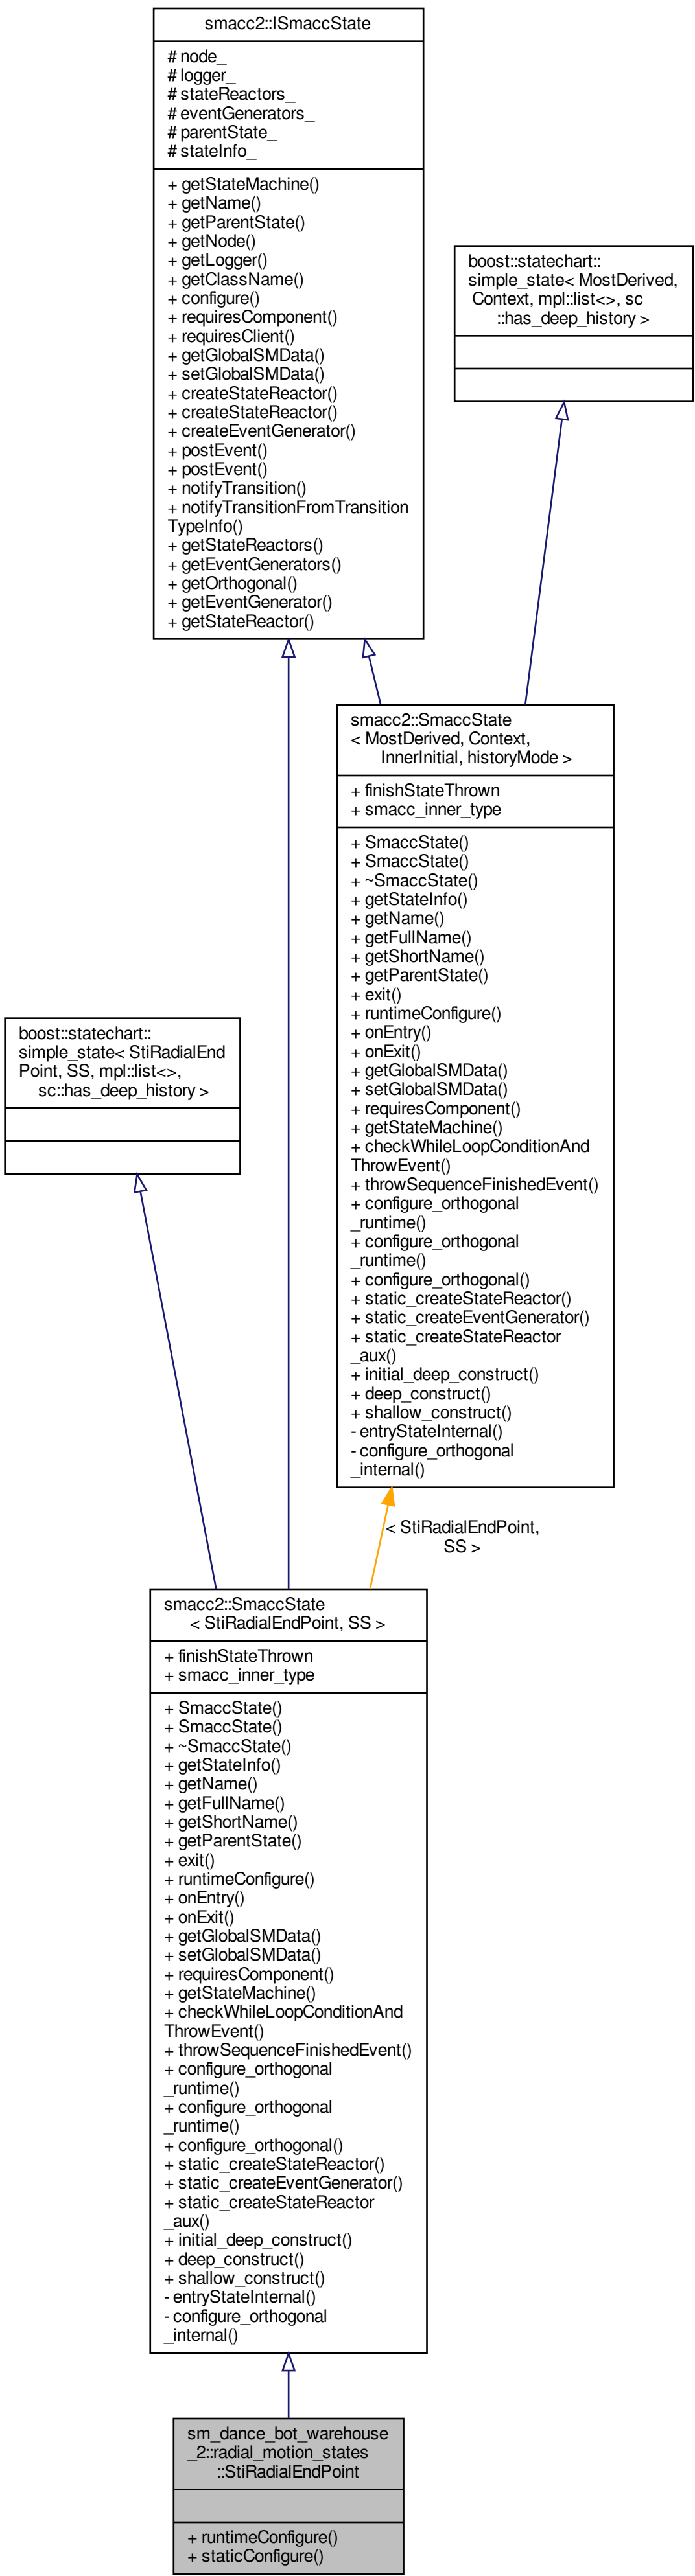 smacc2::ISmaccState
# node_
# logger_
# stateReactors_
# eventGenerators_
# parentState_
# stateInfo_
+ getStateMachine()
+ getName()
+ getParentState()
+ getNode()
+ getLogger()
+ getClassName()
+ configure()
+ requiresComponent()
+ requiresClient()
+ getGlobalSMData()
+ setGlobalSMData()
+ createStateReactor()
+ createStateReactor()
+ createEventGenerator()
+ postEvent()
+ postEvent()
+ notifyTransition()
+ notifyTransitionFromTransition
TypeInfo()
+ getStateReactors()
+ getEventGenerators()
+ getOrthogonal()
+ getEventGenerator()
+ getStateReactor()
boost::statechart::
simple_state< MostDerived,
Context, mpl::list<>, sc
::has_deep_history >
smacc2::SmaccState
< MostDerived, Context,
InnerInitial, historyMode >
+ finishStateThrown
+ smacc_inner_type
+ SmaccState()
+ SmaccState()
+ ~SmaccState()
+ getStateInfo()
+ getName()
+ getFullName()
+ getShortName()
+ getParentState()
+ exit()
+ runtimeConfigure()
+ onEntry()
+ onExit()
+ getGlobalSMData()
+ setGlobalSMData()
+ requiresComponent()
+ getStateMachine()
+ checkWhileLoopConditionAnd
ThrowEvent()
+ throwSequenceFinishedEvent()
+ configure_orthogonal
_runtime()
+ configure_orthogonal
_runtime()
+ configure_orthogonal()
+ static_createStateReactor()
+ static_createEventGenerator()
+ static_createStateReactor
_aux()
+ initial_deep_construct()
+ deep_construct()
+ shallow_construct()
- entryStateInternal()
- configure_orthogonal
_internal()
boost::statechart::
simple_state< StiRadialEnd
Point, SS, mpl::list<>,
sc::has_deep_history >
< StiRadialEndPoint,
SS >
smacc2::SmaccState
< StiRadialEndPoint, SS >
+ finishStateThrown
+ smacc_inner_type
+ SmaccState()
+ SmaccState()
+ ~SmaccState()
+ getStateInfo()
+ getName()
+ getFullName()
+ getShortName()
+ getParentState()
+ exit()
+ runtimeConfigure()
+ onEntry()
+ onExit()
+ getGlobalSMData()
+ setGlobalSMData()
+ requiresComponent()
+ getStateMachine()
+ checkWhileLoopConditionAnd
ThrowEvent()
+ throwSequenceFinishedEvent()
+ configure_orthogonal
_runtime()
+ configure_orthogonal
_runtime()
+ configure_orthogonal()
+ static_createStateReactor()
+ static_createEventGenerator()
+ static_createStateReactor
_aux()
+ initial_deep_construct()
+ deep_construct()
+ shallow_construct()
- entryStateInternal()
- configure_orthogonal
_internal()
sm_dance_bot_warehouse
_2::radial_motion_states
::StiRadialEndPoint
+ runtimeConfigure()
+ staticConfigure()